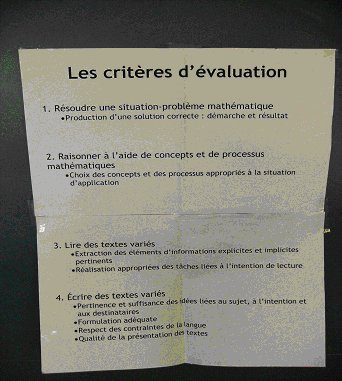 Les critères d'évaluation
1. Résoudre une situation-problème mathématique
•Production d'une solution correcte : démarche et résultat
2. Raisonner à l'aide de concepts et de processus
mathématiques
•Choix des concepts et des processus appropriés à la situation
d'application
3. Lire des textes variés
•Extraction des éléments d'informations explicites et implicites
pertinents
•Réalisation appropriées des tâches liées à l'intention de lecture
4. Écrire des textes variés
•Pertinence et suffisance des idées liées au sujet, à l'intention et
aux destinataires
•Formulation adéquate
•Respect des contraintes de la langue
•Qualité de la présentation des textes